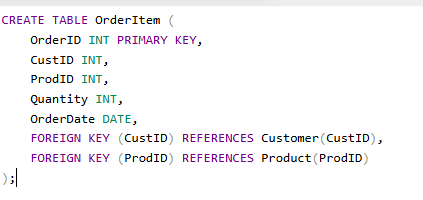 CREATE TABLE OrderItem (
    OrderID INT PRIMARY KEY,
    CustID INT,
    ProdID INT,
    Quantity INT,
    OrderDate DATE,
    FOREIGN KEY (CustID) REFERENCES Customer(CustID),
    FOREIGN KEY (ProdID) REFERENCES Product(ProdID)
);